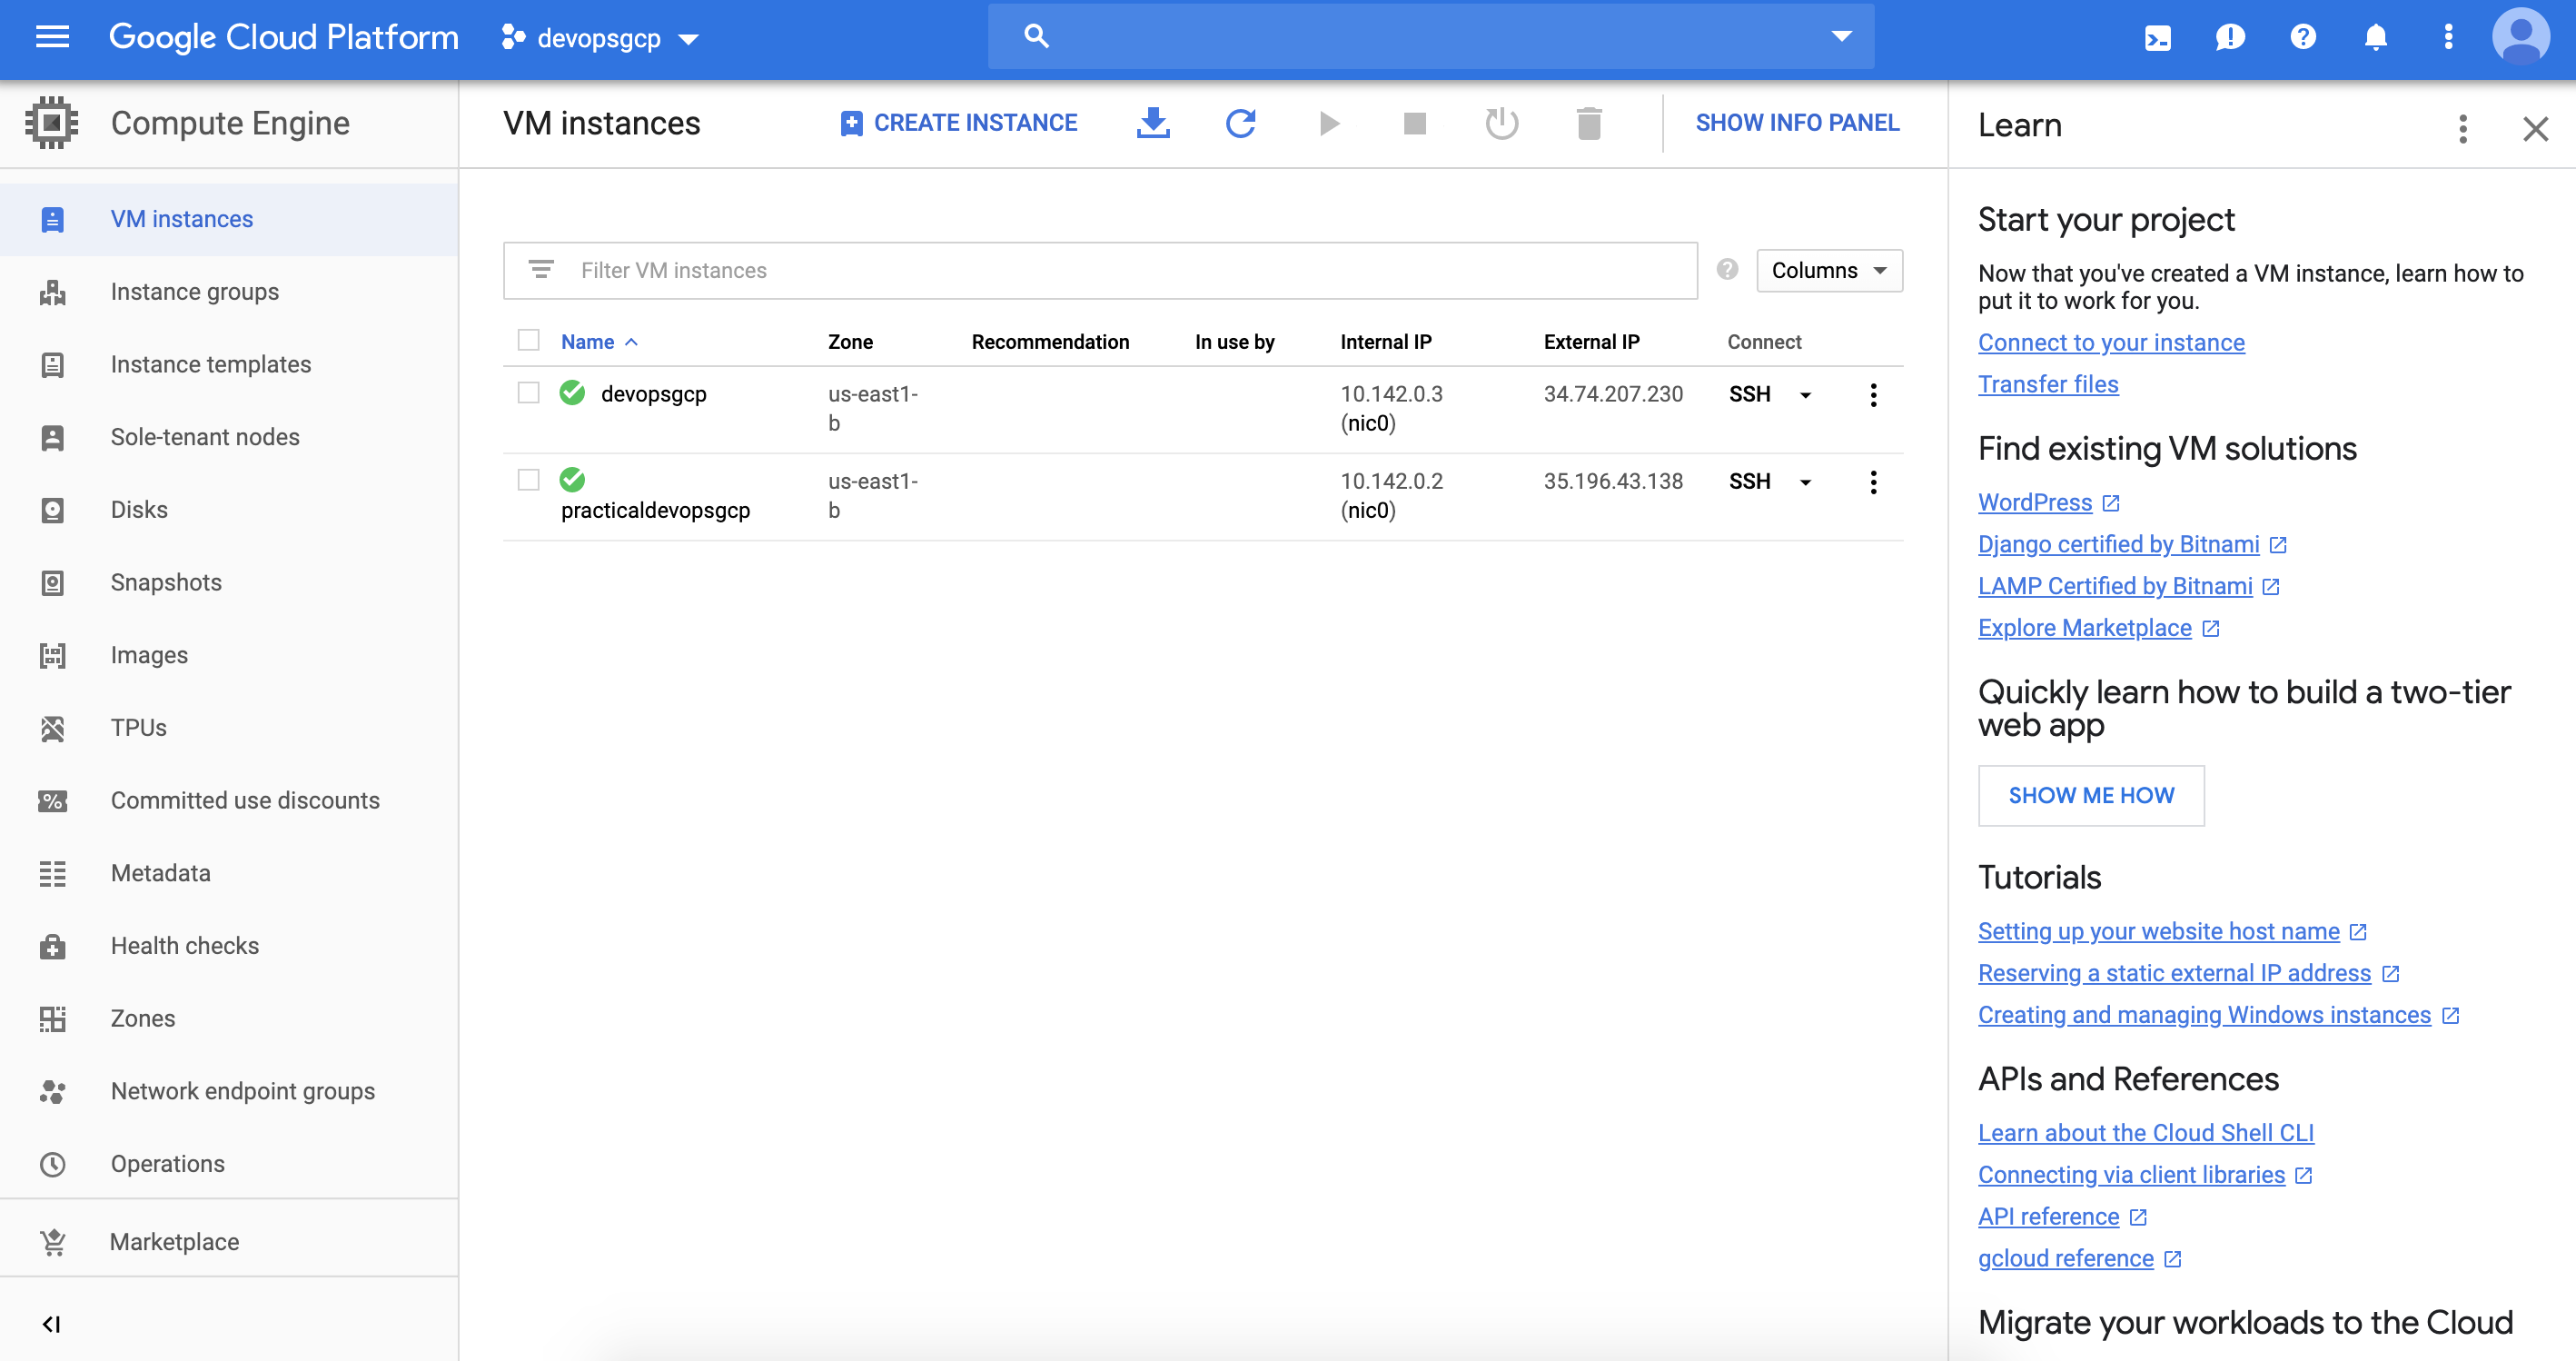 Google Cloud Platform
devopsgcp
Compute Engine
VM instances
Instance groups
Instance templates
Sole-tenant nodes
Disks
Snapshots
Images
TPUs
Committed use discounts
Metadata
Health checks
Zones
Network endpoint groups
Operations
Marketplace
VM instances
CREATE INSTANCE
SHOW INFO PANEL
Filter VM instances
Columns
Name Zone Recommendation In use by Internal IP External IP Connect
devopsgcp us-east1- 10.142.0.3 34.74.207.230 SSH
b (nic0)
us-east1- 10.142.0.2 35.196.43.138 SSH
practicaldevopsgcp b (nic0)
Learn
Start your project
Now that you've created a VM instance, learn how to
put it to work for you.
Connect to your instance
Transfer files
Find existing VM solutions
WordPress
Django certified by Bitnami
LAMP Certified by Bitnami
Explore Marketplace
Quickly learn how to build a two-tier
web app
SHOW ME HOW
Tutorials
Setting up your website host name
Reserving a static external IP address
Creating and managing Windows instances
APIs and References
Learn about the Cloud Shell CLI
Connecting via client libraries
API reference
gcloud reference
Migrate your workloads to the Cloud